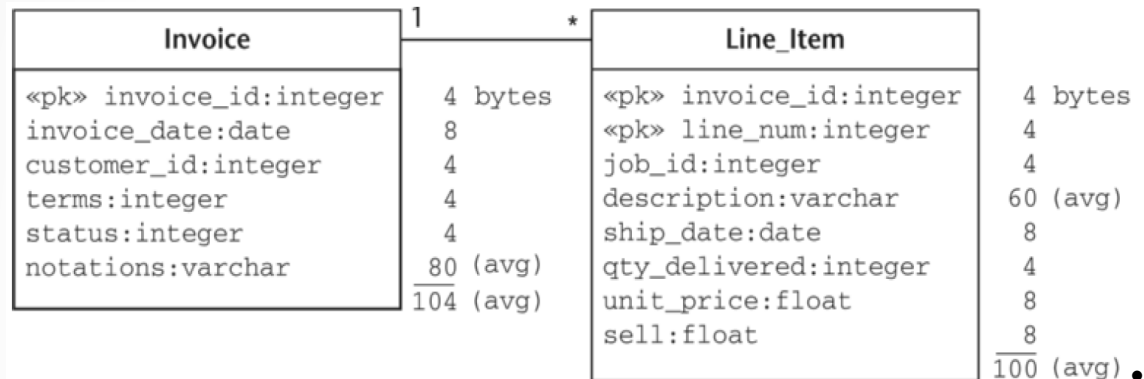 Invoice
«pk» invoice_id:integer 4 bytes
invoice_date:date 8
customer_id:integer 4
terms:integer 4
status:integer 4
notations:varchar 80 (avg)
104 (avg)
1 *
Line_Item
«pk» invoice_id:integer 4 bytes
«pk» line_num:integer 4
job_id:integer 4
description:varchar 60 (avg)
ship_date:date 8
qty_delivered:integer 4
unit_price:float 8
sell:float 8
100 (avg) .